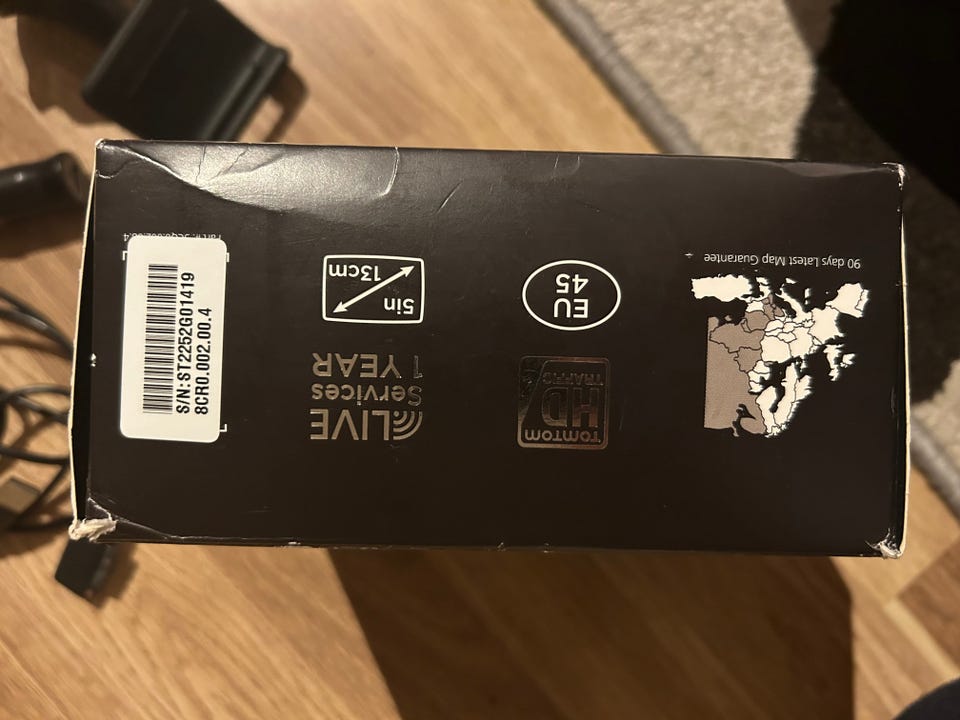 90 days Latest Map Guarantee
EU
45
TOMTOM
HD
TRAFFIC
5in
13cm
LIVE
Services
1 YEAR
S/N:ST2252G01419
8CR0.002.00.4